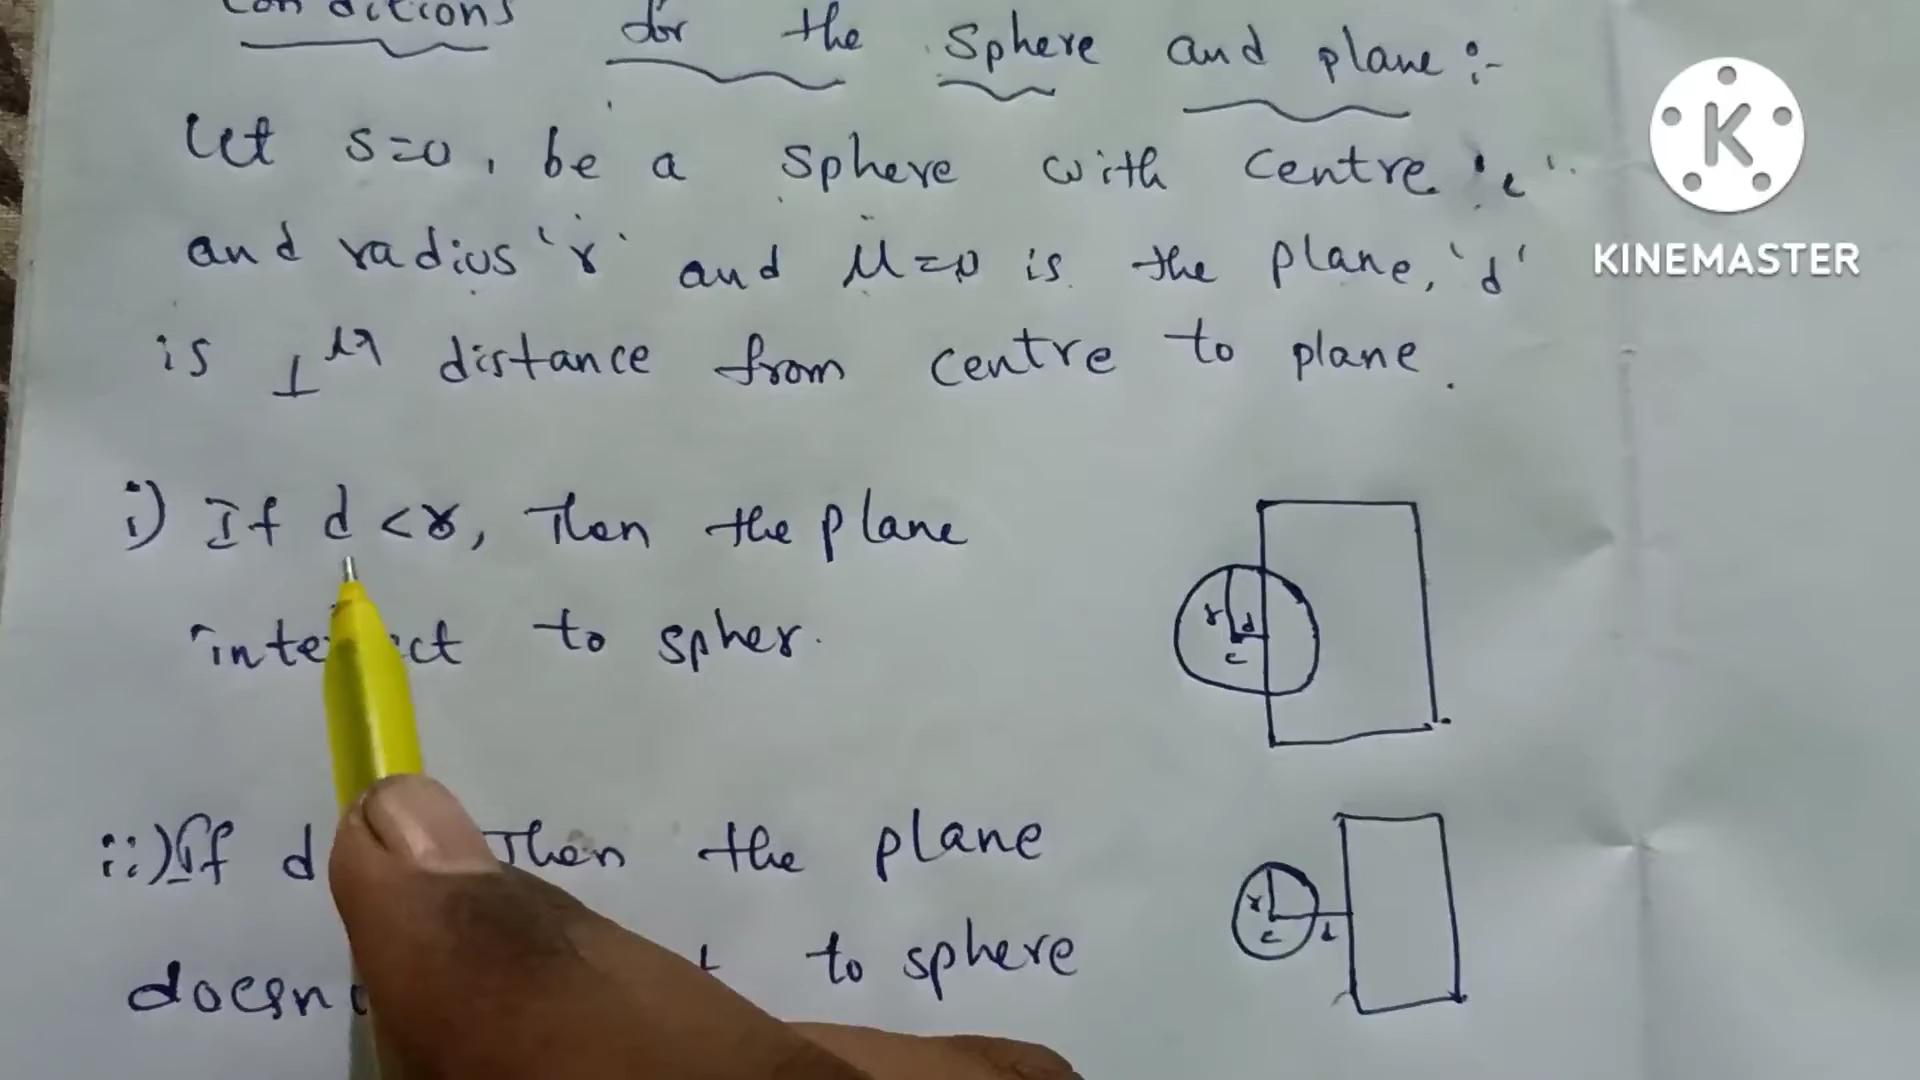 Conditions for the sphere and plane :-
Let s=0, be a sphere with centre 'c'
and radius 'r' and u=0 is the plane, 'd'
is ⊥er distance from centre to plane.
i) If d < r, Then the plane
to spher.
ii) If d Then the plane
to sphere
r d
c
r
c d
K
KINEMASTER